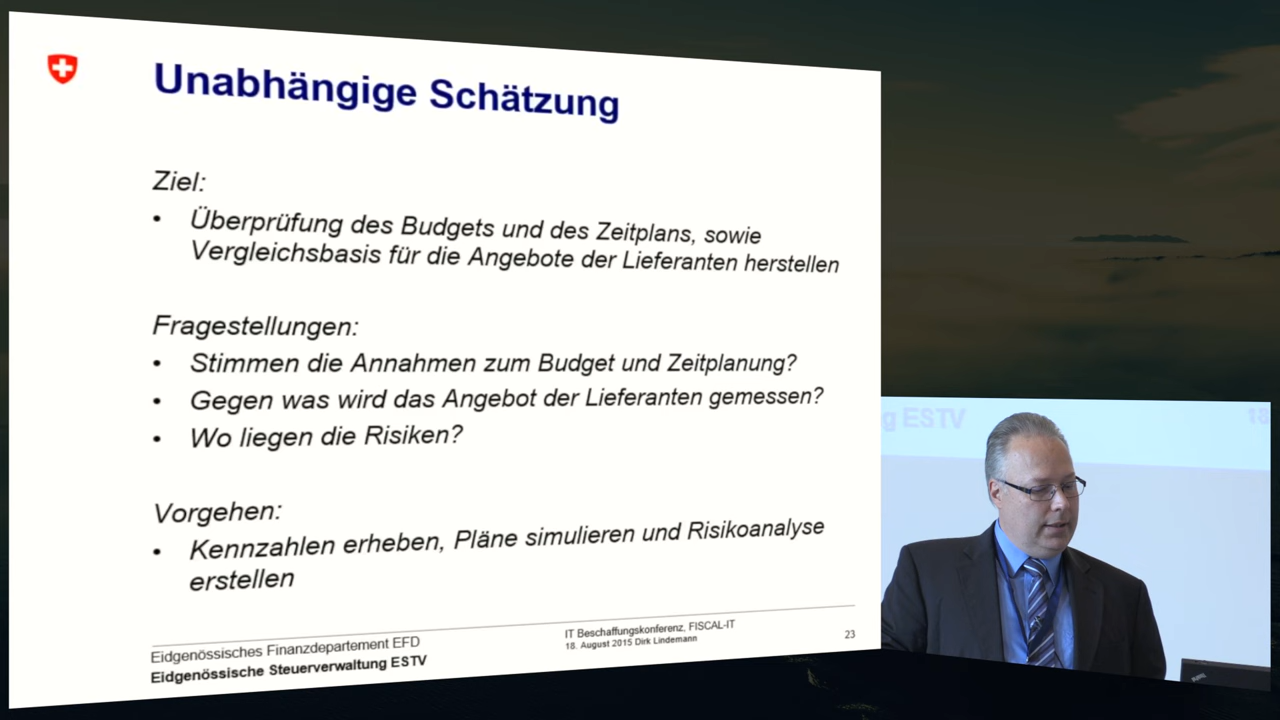 Unabhängige Schätzung
Ziel:
• Überprüfung des Budgets und des Zeitplans, sowie
Vergleichsbasis für die Angebote der Lieferanten herstellen
Fragestellungen:
• Stimmen die Annahmen zum Budget und Zeitplanung?
• Gegen was wird das Angebot der Lieferanten gemessen?
• Wo liegen die Risiken?
Vorgehen:
• Kennzahlen erheben, Pläne simulieren und Risikoanalyse
erstellen
Eidgenössisches Finanzdepartement EFD
Eidgenössische Steuerverwaltung ESTV
IT Beschaffungskonferenz, FISCAL-IT
18. August 2015 Dirk Lindemann
23
g ESTV
18